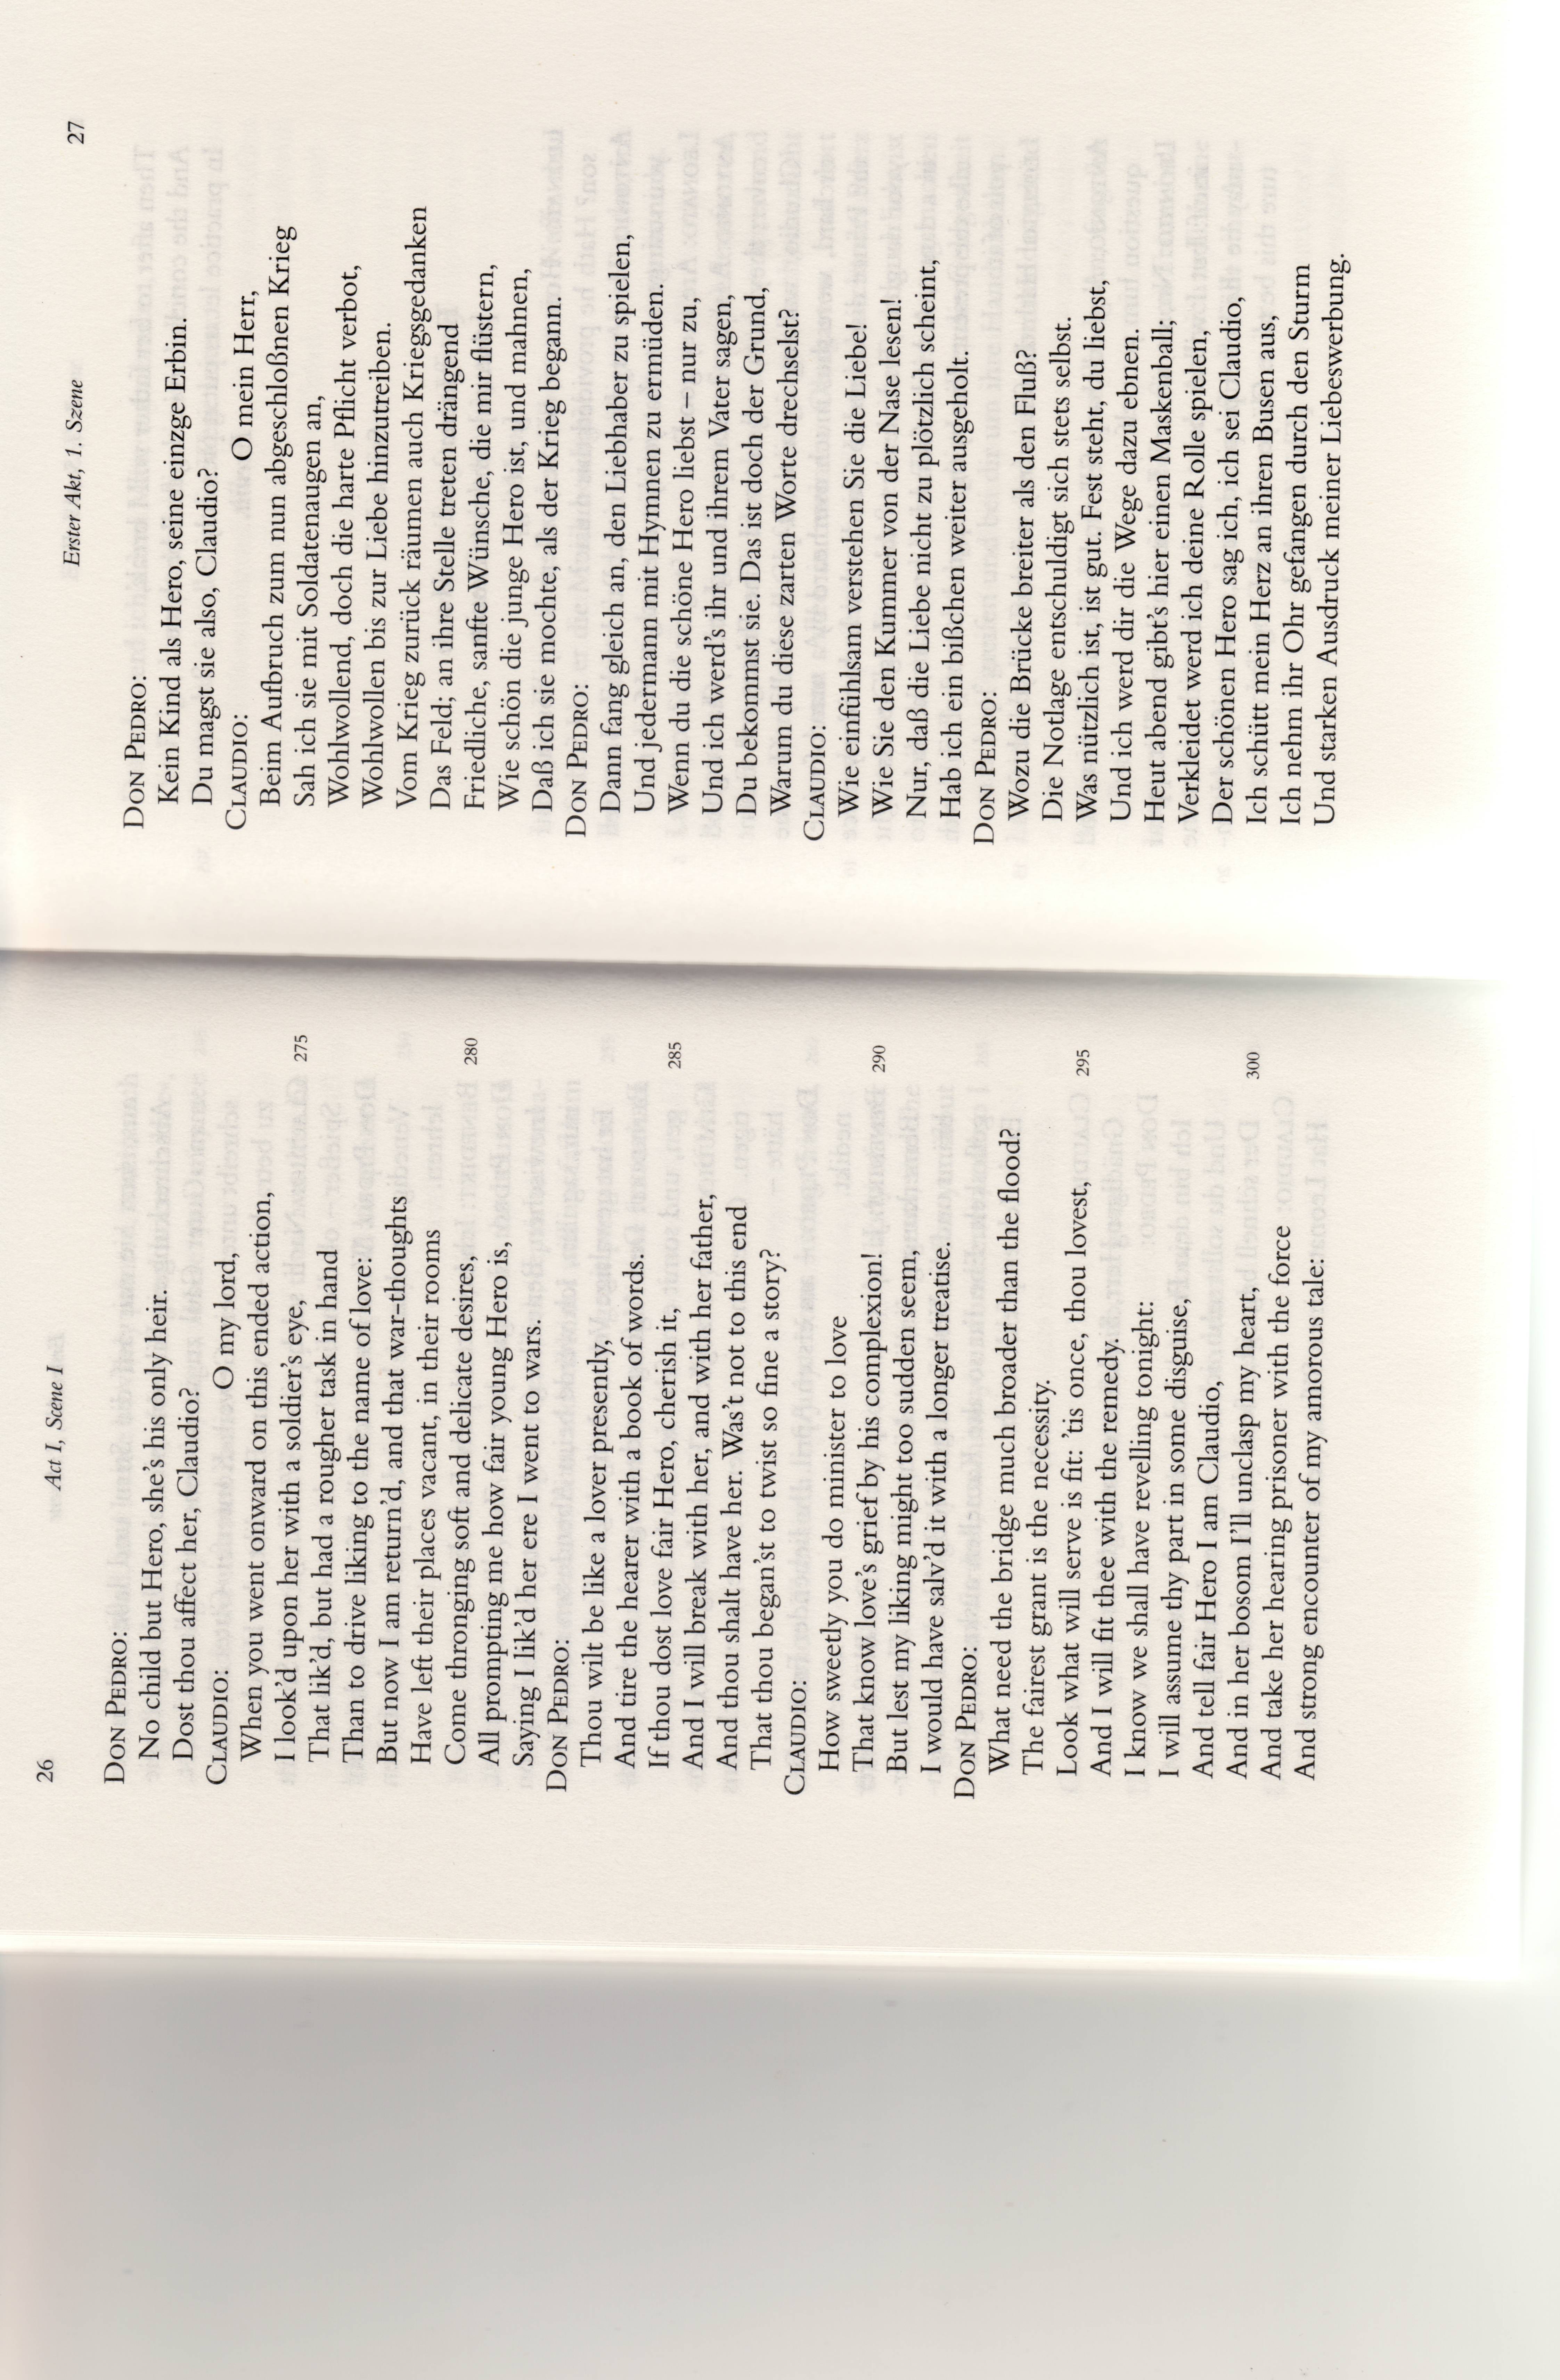 26
Act I, Scene I
DON PEDRO:
No child but Hero, she's his only heir.
Dost thou affect her, Claudio?
CLAUDIO:
O my lord,
When you went onward on this ended action,
I look'd upon her with a soldier's eye,
275
That lik'd, but had a rougher task in hand
Than to drive liking to the name of love:
But now I am return'd, and that war-thoughts
Have left their places vacant, in their rooms
Come thronging soft and delicate desires,
280
All prompting me how fair young Hero is,
Saying I lik'd her ere I went to wars.
DON PEDRO:
Thou wilt be like a lover presently,
And tire the hearer with a book of words.
If thou dost love fair Hero, cherish it,
285
And I will break with her, and with her father,
And thou shalt have her. Was't not to this end
That thou began'st to twist so fine a story?
CLAUDIO:
How sweetly you do minister to love
That know love's grief by his complexion!
290
But lest my liking might too sudden seem,
I would have salv'd it with a longer treatise.
DON PEDRO:
What need the bridge much broader than the flood?
The fairest grant is the necessity.
Look what will serve is fit: 'tis once, thou lovest,
295
And I will fit thee with the remedy.
I know we shall have revelling tonight:
I will assume thy part in some disguise,
And tell fair Hero I am Claudio,
And in her bosom I'll unclasp my heart,
300
And take her hearing prisoner with the force
And strong encounter of my amorous tale:
Erster Akt, 1. Szene
27
DON PEDRO:
Kein Kind als Hero, seine einzge Erbin.
Du magst sie also, Claudio?
CLAUDIO:
O mein Herr,
Beim Aufbruch zum nun abgeschloßnen Krieg
Sah ich sie mit Soldatenaugen an,
Wohlwollend, doch die harte Pflicht verbot,
Wohlwollen bis zur Liebe hinzutreiben.
Vom Krieg zurück räumen auch Kriegsgedanken
Das Feld; an ihre Stelle treten drängend
Friedliche, sanfte Wünsche, die mir flüstern,
Wie schön die junge Hero ist, und mahnen,
Daß ich sie mochte, als der Krieg begann.
DON PEDRO:
Dann fang gleich an, den Liebhaber zu spielen,
Und jedermann mit Hymnen zu ermüden.
Wenn du die schöne Hero liebst – nur zu,
Und ich werd's ihr und ihrem Vater sagen,
Du bekommst sie. Das ist doch der Grund,
Warum du diese zarten Worte drechselst?
CLAUDIO:
Wie einfühlsam verstehen Sie die Liebe!
Wie Sie den Kummer von der Nase lesen!
Nur, daß die Liebe nicht zu plötzlich scheint,
Hab ich ein bißchen weiter ausgeholt.
DON PEDRO:
Wozu die Brücke breiter als den Fluß?
Die Notlage entschuldigt sich stets selbst.
Was nützlich ist, ist gut. Fest steht, du liebst,
Und ich werd dir die Wege dazu ebnen.
Heut abend gibt's hier einen Maskenball;
Verkleidet werd ich deine Rolle spielen,
Der schönen Hero sag ich, ich sei Claudio,
Ich schütt mein Herz an ihren Busen aus,
Ich nehm ihr Ohr gefangen durch den Sturm
Und starken Ausdruck meiner Liebeswerbung.